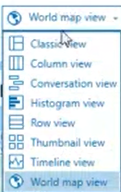 World map view
Classic view
Column view
Conversation view
Histogram view
Row view
Thumbnail view
Timeline view
World map view